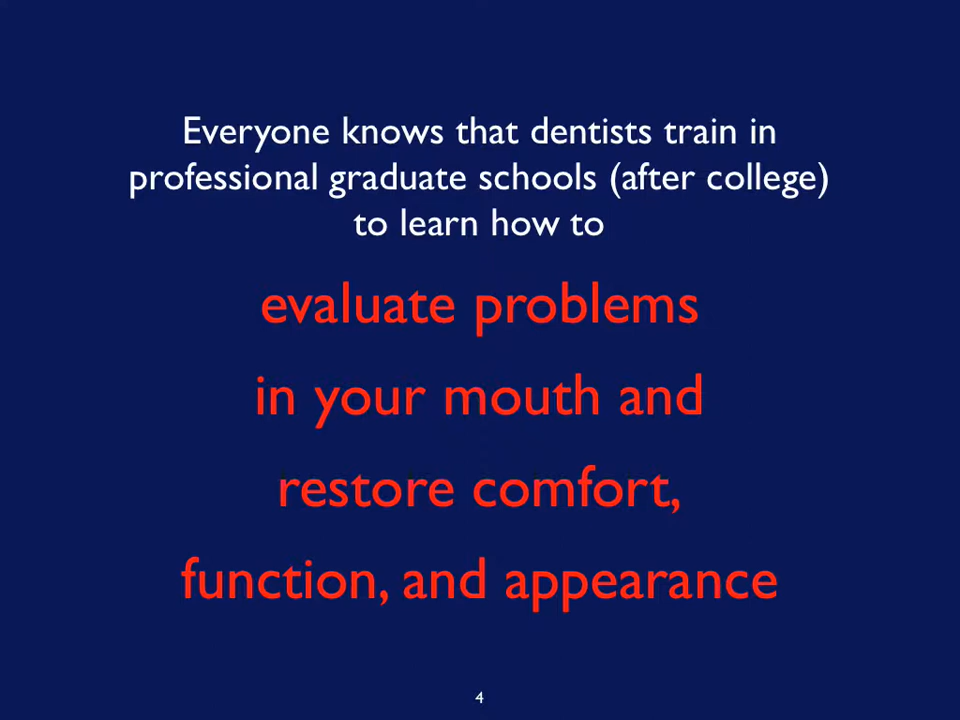 Everyone knows that dentists train in
professional graduate schools (after college)
to learn how to
evaluate problems
in your mouth and
restore comfort,
function, and appearance
4